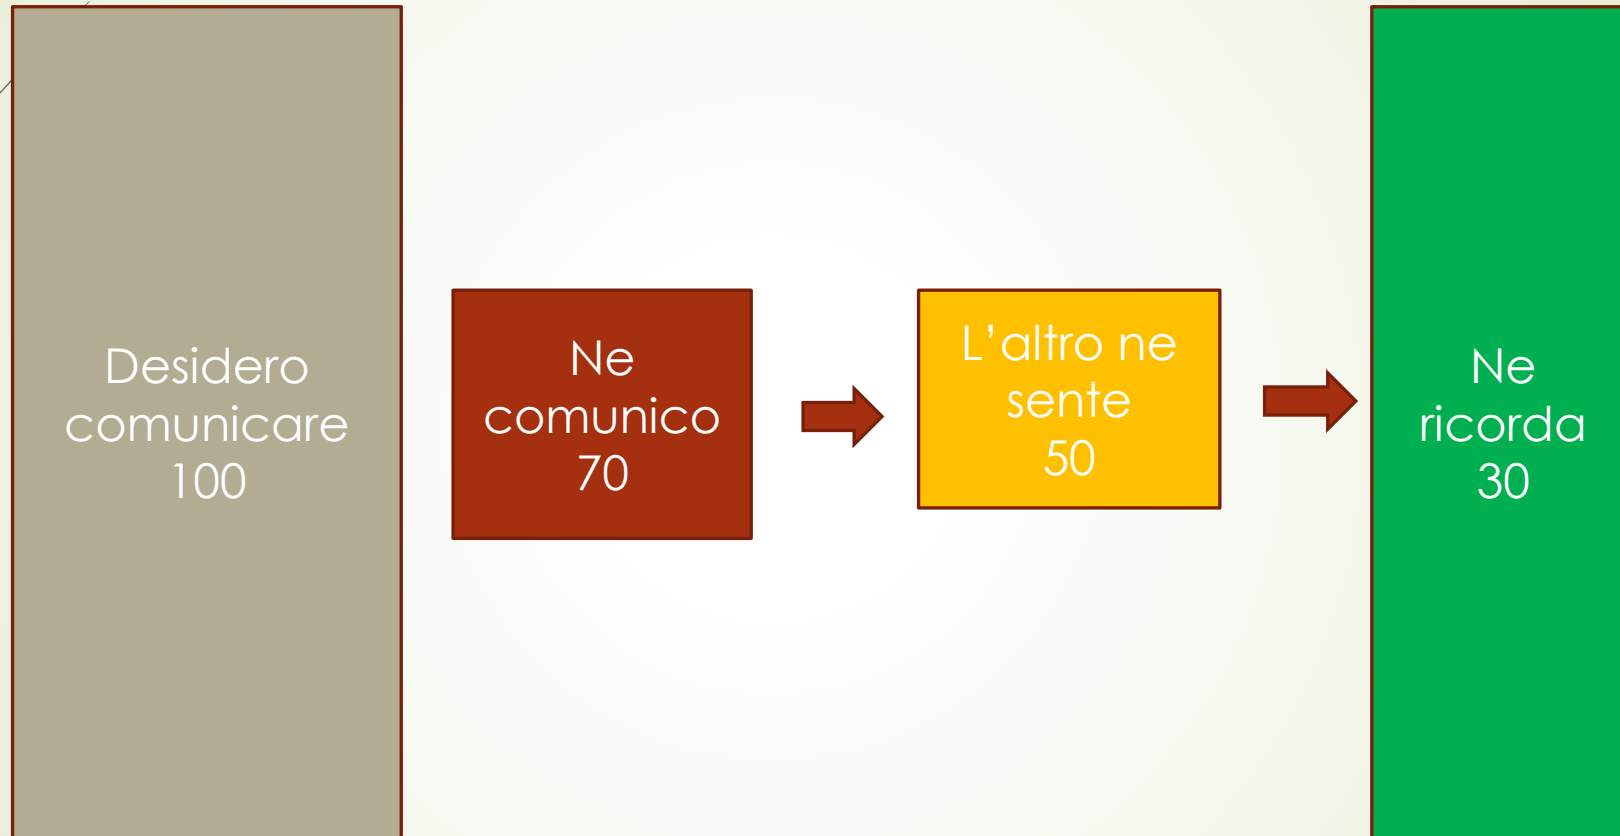 Desidero
comunicare
100
Ne
comunico
70
L’altro ne
sente
50
Ne
ricorda
30